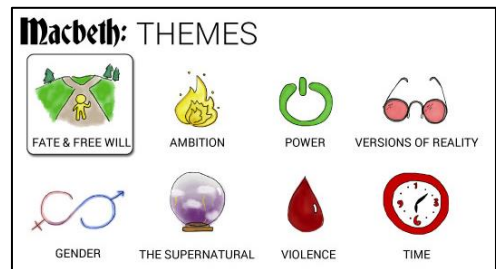 Macbeth: THEMES
FATE & FREE WILL
AMBITION
POWER
VERSIONS OF REALITY
GENDER
THE SUPERNATURAL
VIOLENCE
TIME